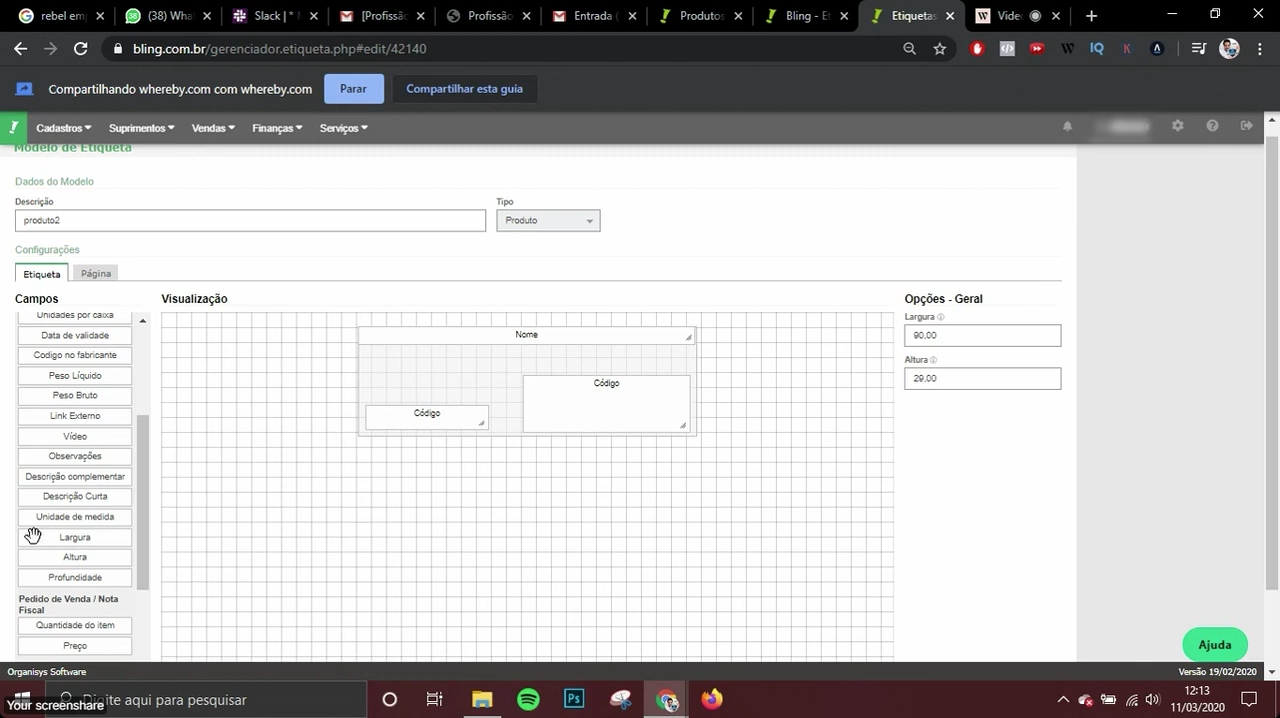 rebel em
(38) Wha
Slack | *
[Profissã
Profissão
Entrada (
Produtos
Bling - E
Etiquetas
Vide
bling.com.br/gerenciador.etiqueta.php#edit/42140
Compartilhando whereby.com com whereby.com
Parar
Compartilhar esta guia
Cadastros
Suprimentos
Vendas
Finanças
Serviços
Modelo de Etiqueta
Dados do Modelo
Descrição
Tipo
produto2
Produto
Configurações
Etiqueta
Página
Campos
Visualização
Opções - Geral
Unidades por caixa
Data de validade
Codigo no fabricante
Peso Líquido
Peso Bruto
Link Externo
Vídeo
Observações
Descrição complementar
Descrição Curta
Unidade de medida
Largura
Altura
Profundidade
Pedido de Venda / Nota
Fiscal
Quantidade do item
Preço
Nome
Código
Código
Largura
90,00
Altura
29,00
Ajuda
Organisys Software
Versão 19/02/2020
Digite aqui para pesquisar
Your screenshare
12:13
11/03/2020